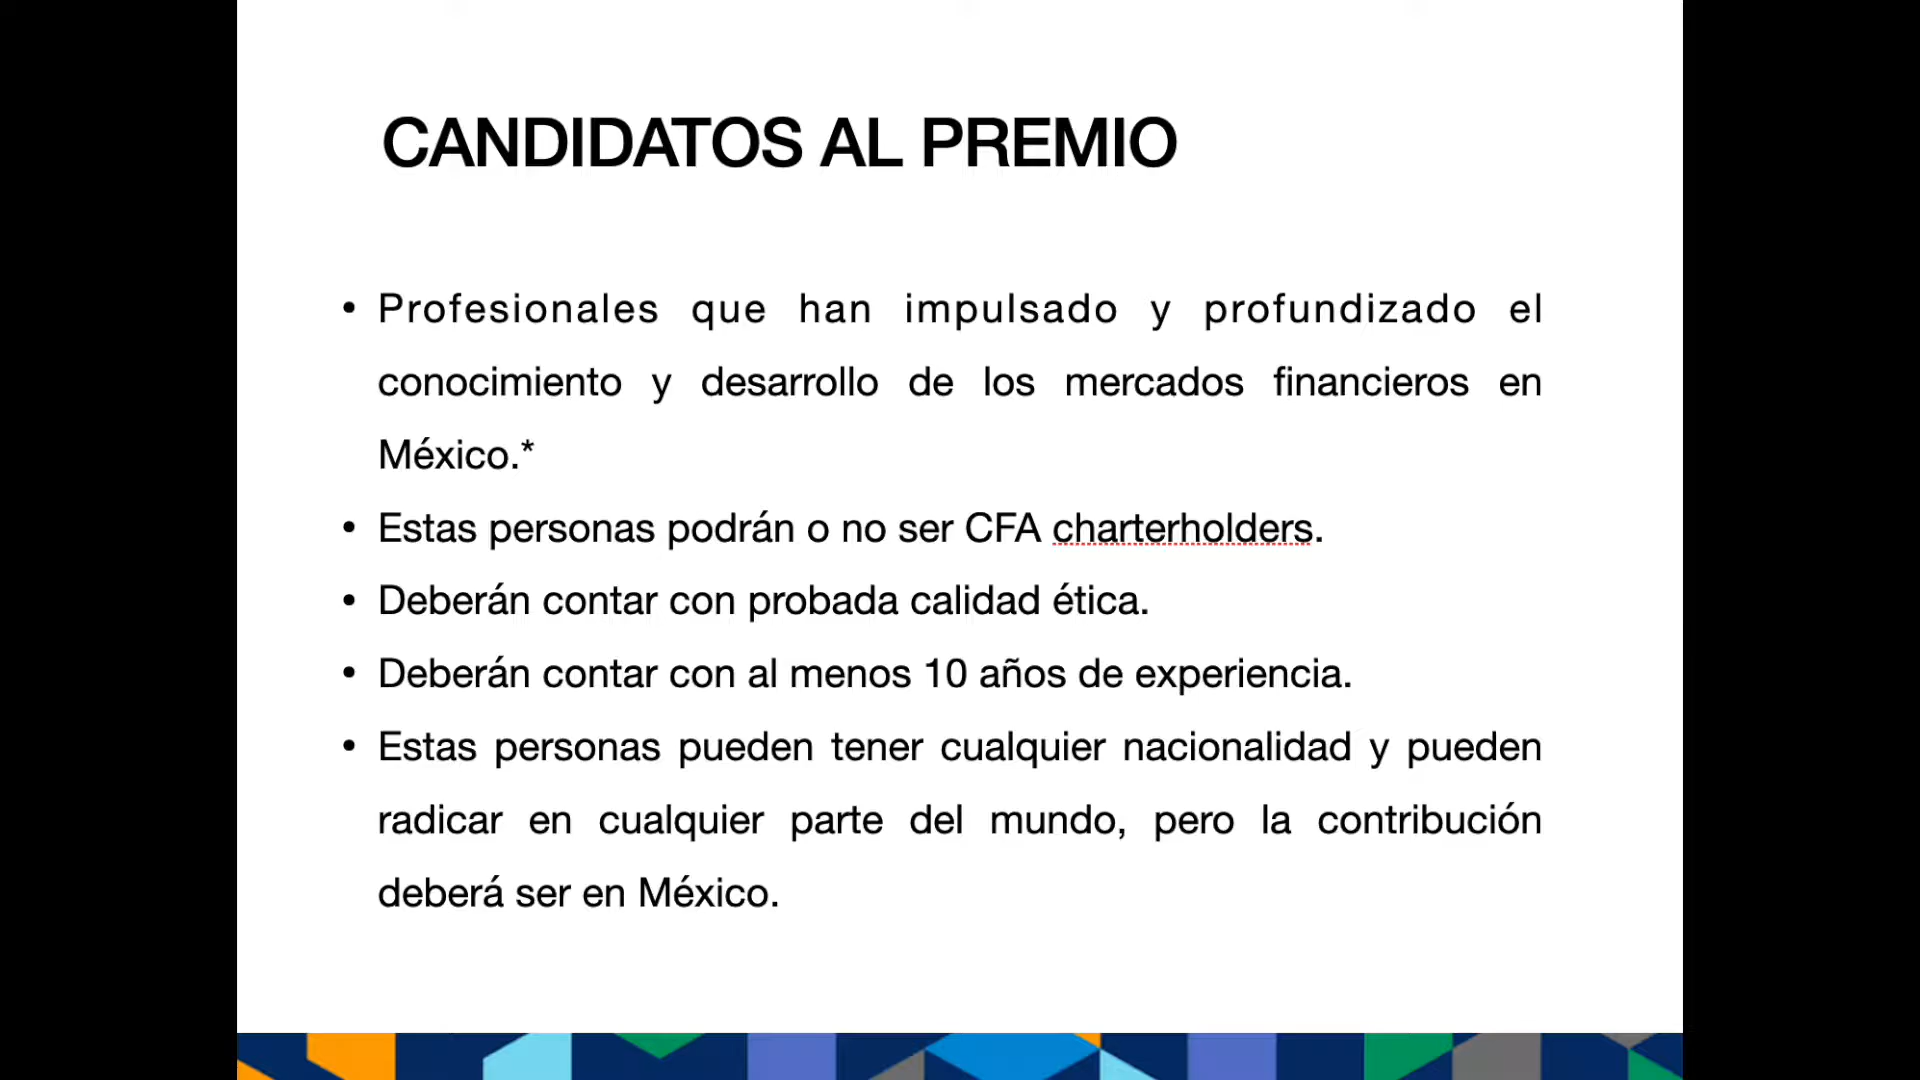 CANDIDATOS AL PREMIO
• Profesionales que han impulsado y profundizado el
conocimiento y desarrollo de los mercados financieros en
México.*
• Estas personas podrán o no ser CFA charterholders.
• Deberán contar con probada calidad ética.
• Deberán contar con al menos 10 años de experiencia.
• Estas personas pueden tener cualquier nacionalidad y pueden
radicar en cualquier parte del mundo, pero la contribución
deberá ser en México.